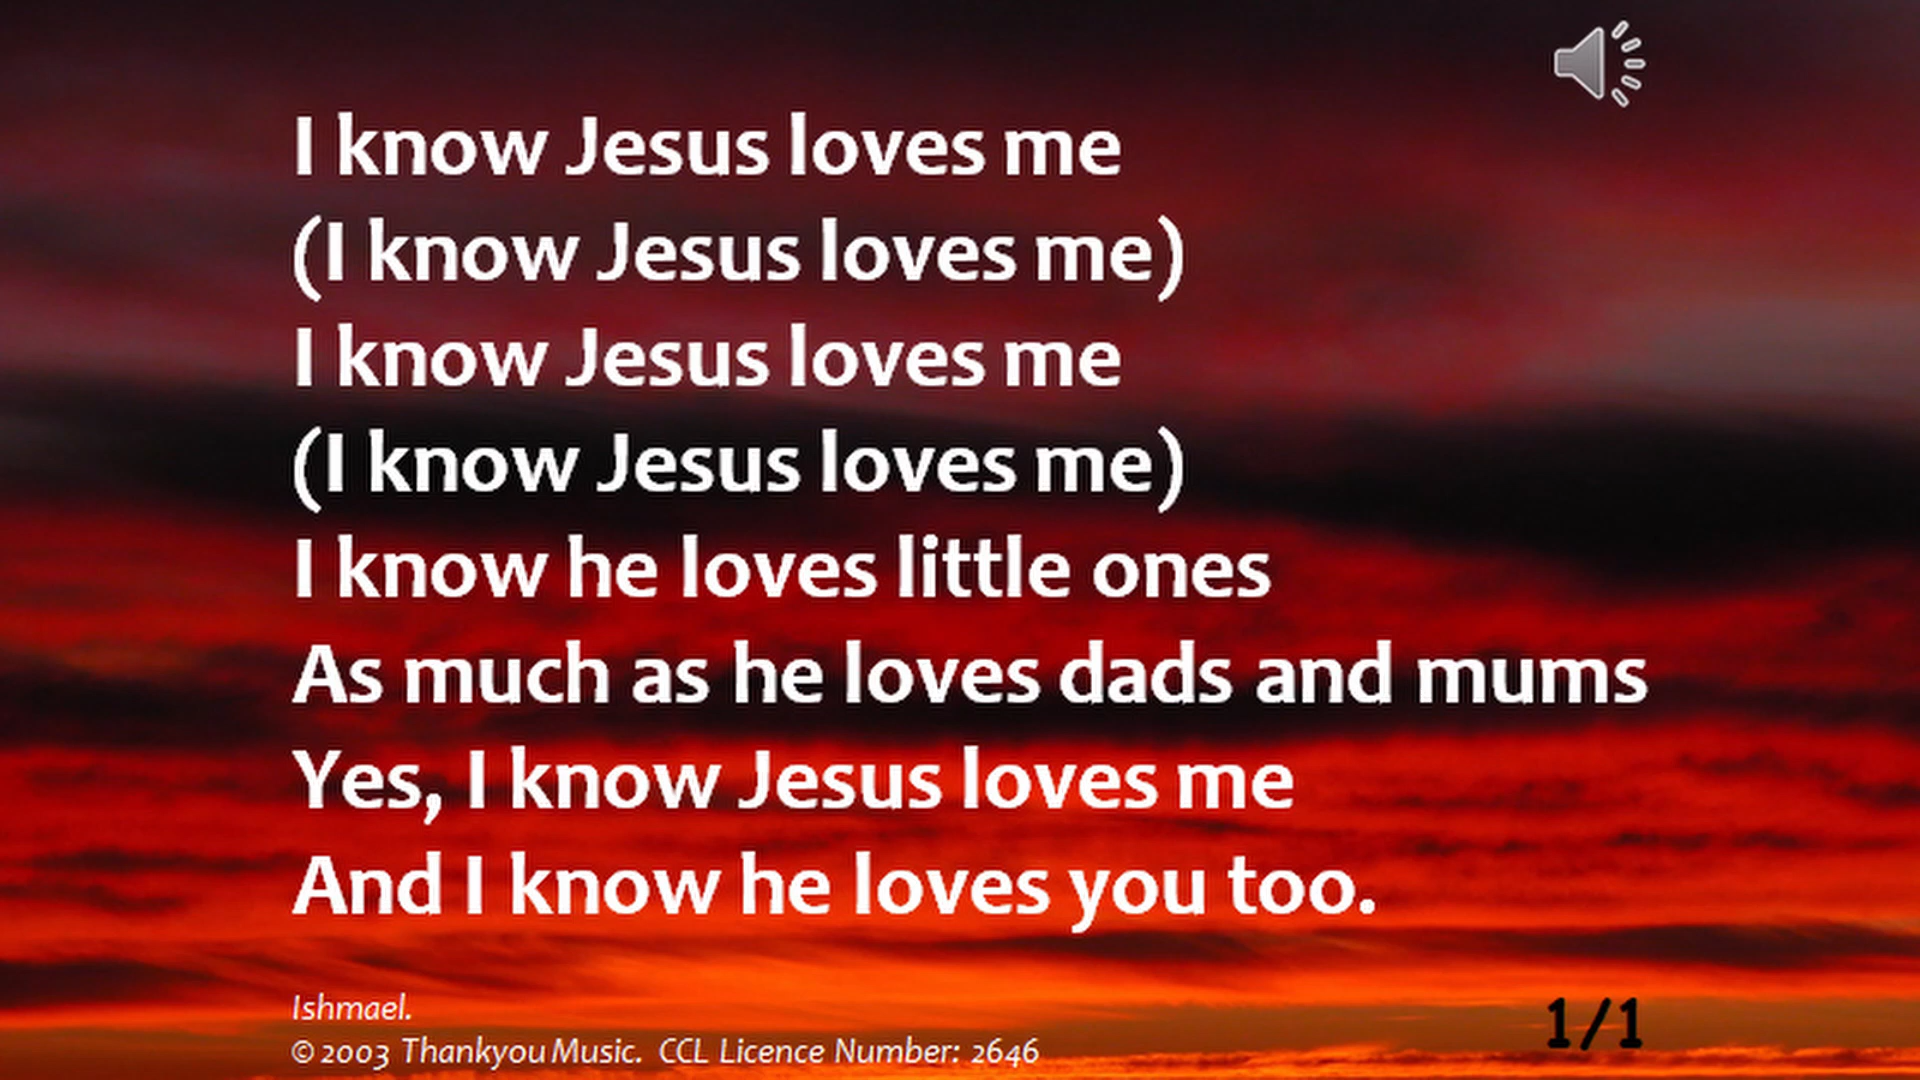 I know Jesus loves me
(I know Jesus loves me)
I know Jesus loves me
(I know Jesus loves me)
I know he loves little ones
As much as he loves dads and mums
Yes, I know Jesus loves me
And I know he loves you too.
Ishmael.
© 2003 Thankyou Music. CCL Licence Number: 2646
1/1